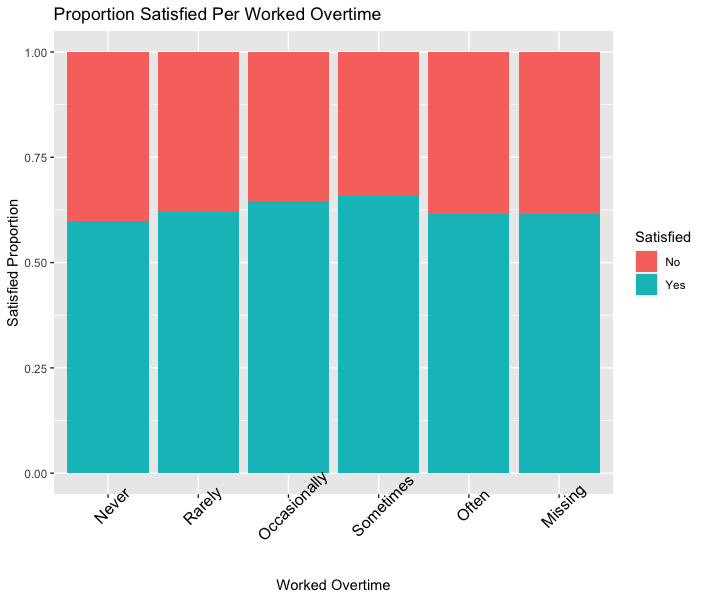 Proportion Satisfied Per Worked Overtime
Satisfied Proportion
1.00
0.75
0.50
0.25
0.00
Never
Rarely
Occasionally
Sometimes
Often
Missing
Worked Overtime
Satisfied
No
Yes